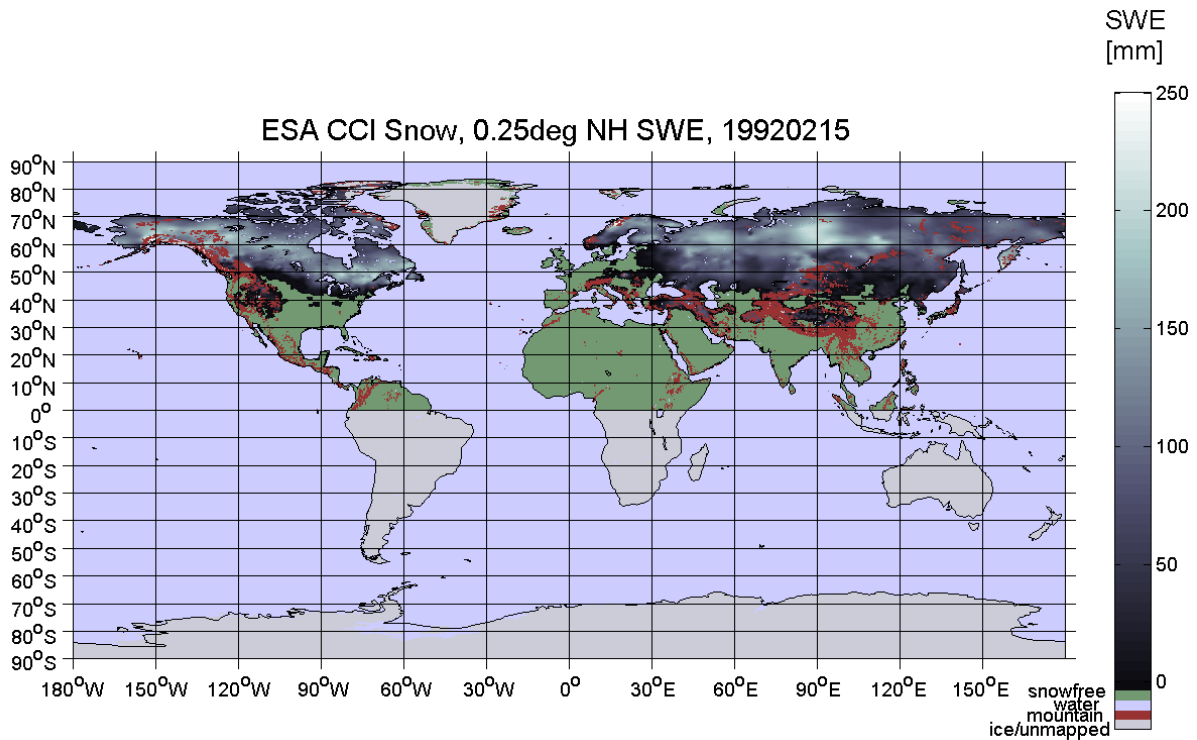 SWE
[mm]
ESA CCI Snow, 0.25deg NH SWE, 19920215
250
200
150
100
50
0
90°N
80°N
70°N
60°N
50°N
40°N
30°N
20°N
10°N
0°
10°S
20°S
30°S
40°S
50°S
60°S
70°S
80°S
90°S
180°W 150°W 120°W 90°W 60°W 30°W 0° 30°E 60°E 90°E 120°E 150°E
snowfree
water
mountain
ice/unmapped